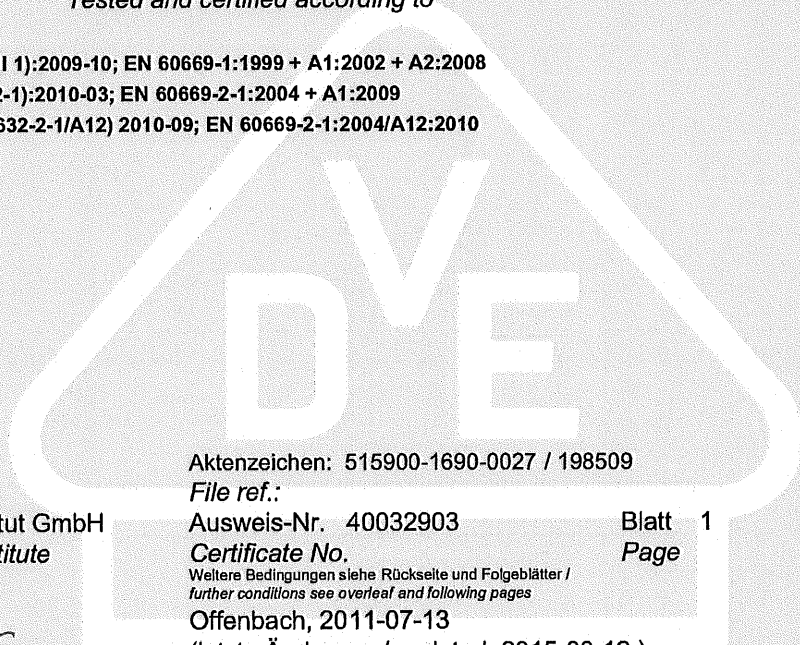 Tested and certified according to
1):2009-10; EN 60669-1:1999 + A1:2002 + A2:2008
2-1):2010-03; EN 60669-2-1:2004 + A1:2009
632-2-1/A12) 2010-09; EN 60669-2-1:2004/A12:2010
VDE
Aktenzeichen: 515900-1690-0027 / 198509
File ref.:
tut GmbH Ausweis-Nr. 40032903 Blatt 1
titute Certificate No. Page
Weitere Bedingungen siehe Rückseite und Folgeblätter /
further conditions see overleaf and following pages
Offenbach, 2011-07-13